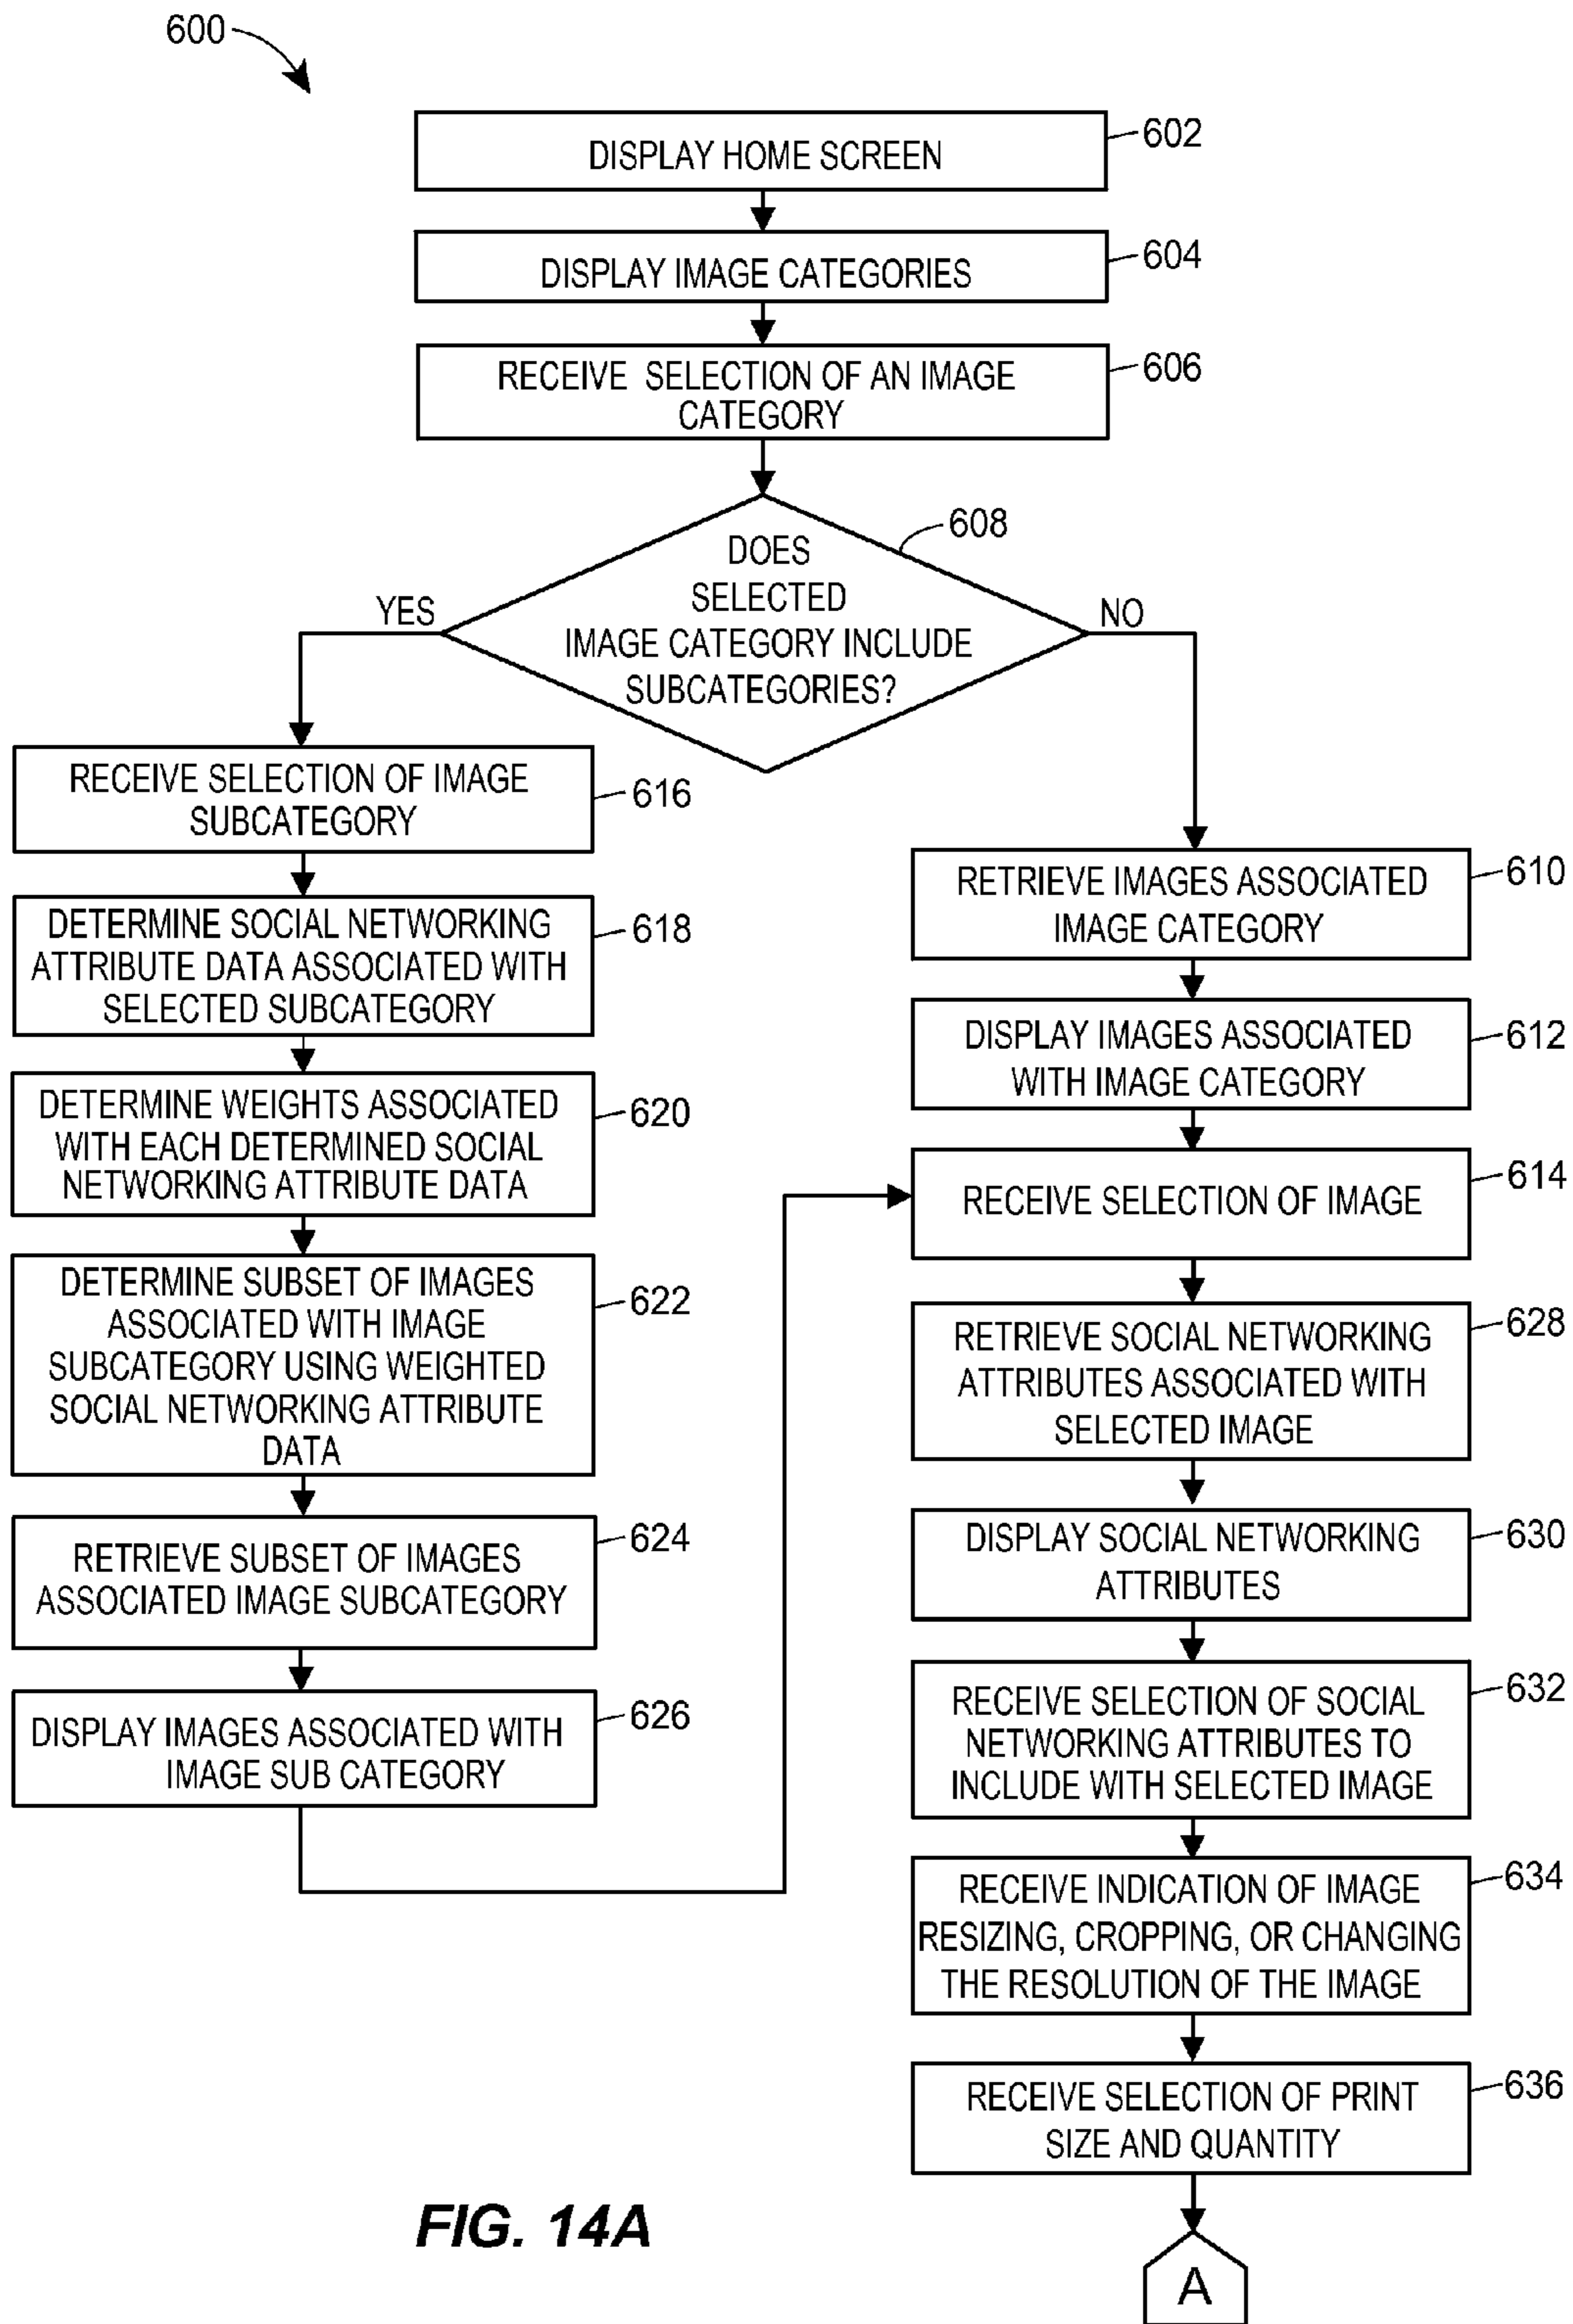 600
DISPLAY HOME SCREEN
602
DISPLAY IMAGE CATEGORIES
604
RECEIVE SELECTION OF AN IMAGE
CATEGORY
606
DOES
SELECTED
IMAGE CATEGORY INCLUDE
SUBCATEGORIES?
608
YES
NO
RECEIVE SELECTION OF IMAGE
SUBCATEGORY
616
DETERMINE SOCIAL NETWORKING
ATTRIBUTE DATA ASSOCIATED WITH
SELECTED SUBCATEGORY
618
DETERMINE WEIGHTS ASSOCIATED
WITH EACH DETERMINED SOCIAL
NETWORKING ATTRIBUTE DATA
620
DETERMINE SUBSET OF IMAGES
ASSOCIATED WITH IMAGE
SUBCATEGORY USING WEIGHTED
SOCIAL NETWORKING ATTRIBUTE
DATA
622
RETRIEVE SUBSET OF IMAGES
ASSOCIATED IMAGE SUBCATEGORY
624
DISPLAY IMAGES ASSOCIATED WITH
IMAGE SUB CATEGORY
626
RETRIEVE IMAGES ASSOCIATED
IMAGE CATEGORY
610
DISPLAY IMAGES ASSOCIATED
WITH IMAGE CATEGORY
612
RECEIVE SELECTION OF IMAGE
614
RETRIEVE SOCIAL NETWORKING
ATTRIBUTES ASSOCIATED WITH
SELECTED IMAGE
628
DISPLAY SOCIAL NETWORKING
ATTRIBUTES
630
RECEIVE SELECTION OF SOCIAL
NETWORKING ATTRIBUTES TO
INCLUDE WITH SELECTED IMAGE
632
RECEIVE INDICATION OF IMAGE
RESIZING, CROPPING, OR CHANGING
THE RESOLUTION OF THE IMAGE
634
RECEIVE SELECTION OF PRINT
SIZE AND QUANTITY
636
A
FIG. 14A